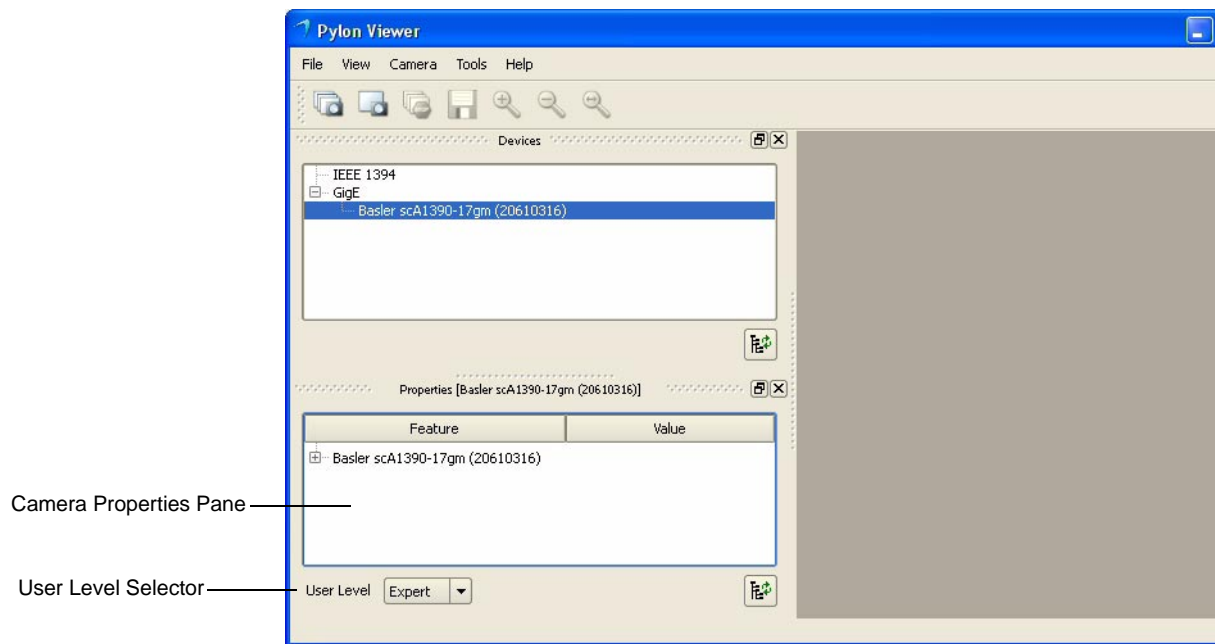 Pylon Viewer
File View Camera Tools Help
Devices
IEEE 1394
GigE
Basler scA1390-17gm (20610316)
Properties [Basler scA1390-17gm (20610316)]
Feature Value
Basler scA1390-17gm (20610316)
Camera Properties Pane
User Level Selector
User Level Expert